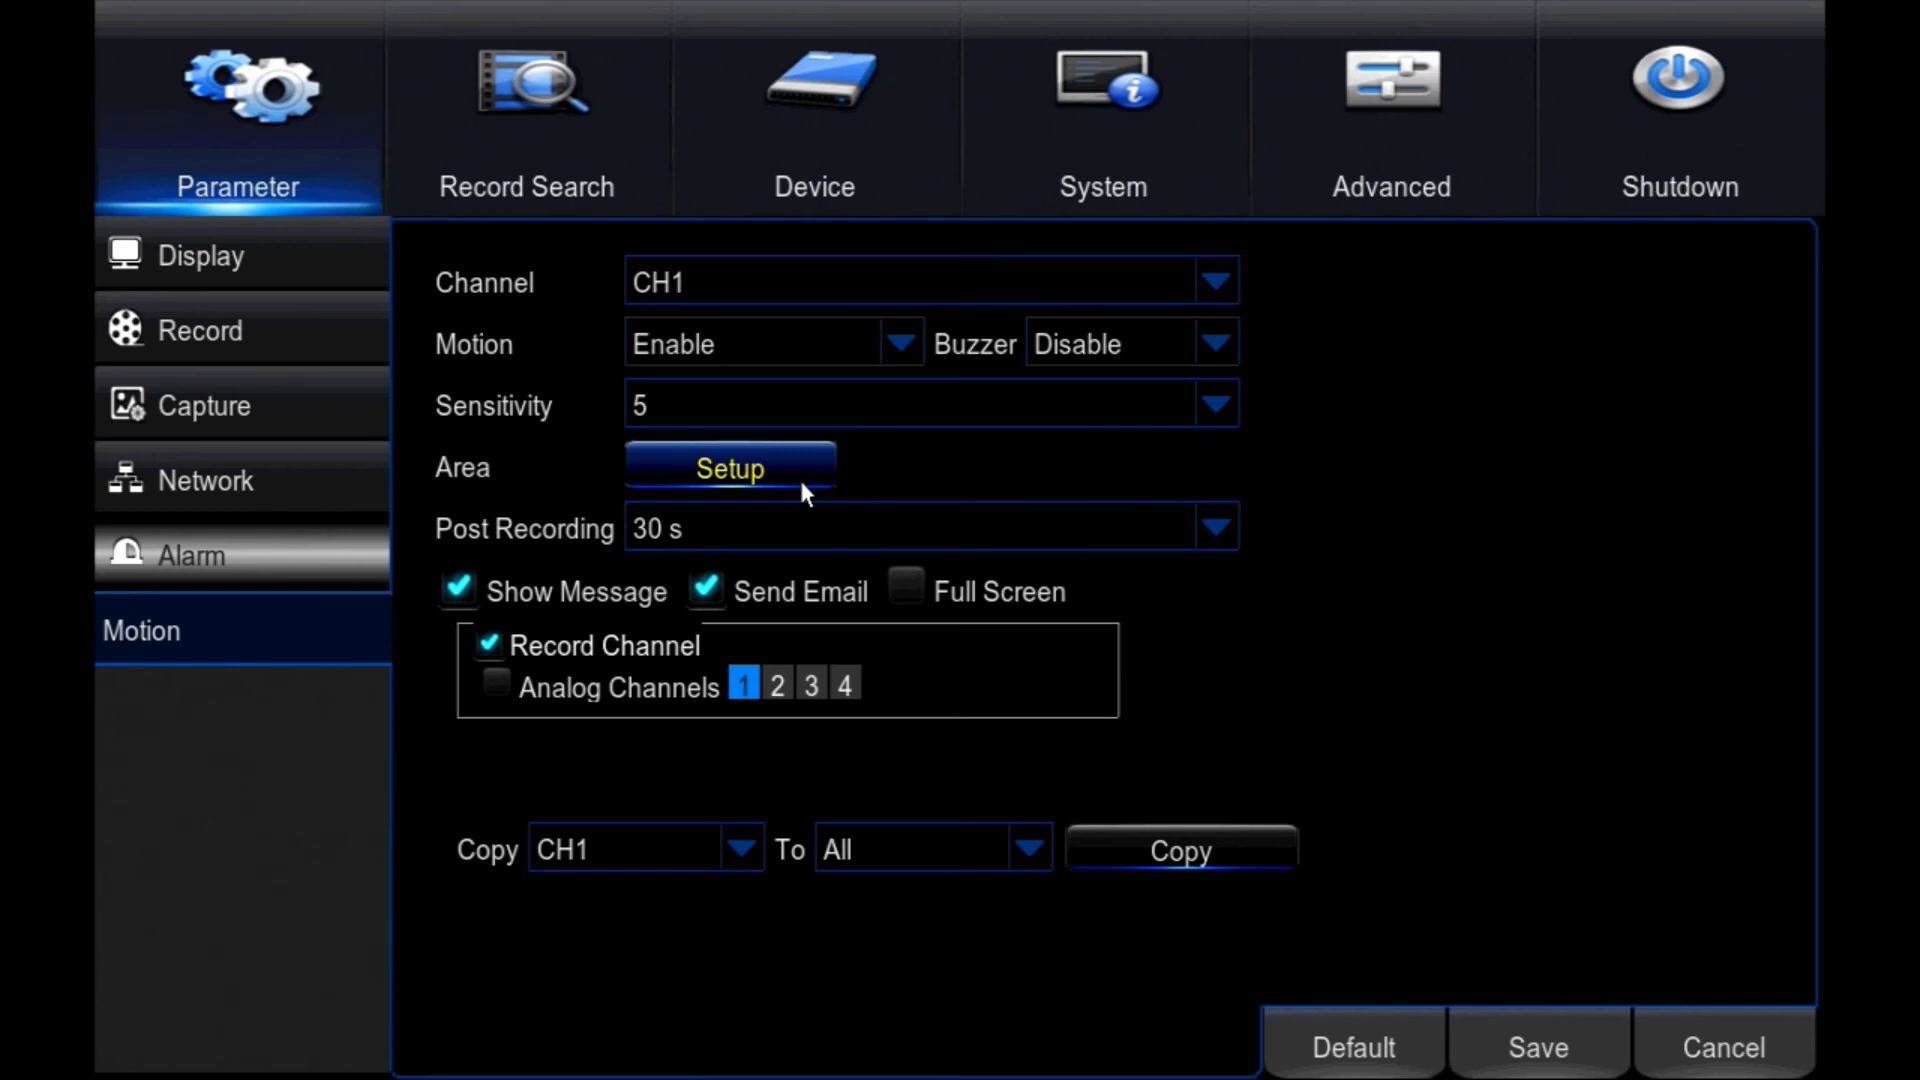 Parameter Record Search Device System Advanced Shutdown
Display
Record
Capture
Network
Alarm
Motion
Channel CH1
Motion Enable Buzzer Disable
Sensitivity 5
Area Setup
Post Recording 30 s
Show Message Send Email Full Screen
Record Channel
Analog Channels 1 2 3 4
Copy CH1 To All Copy
Default Save Cancel